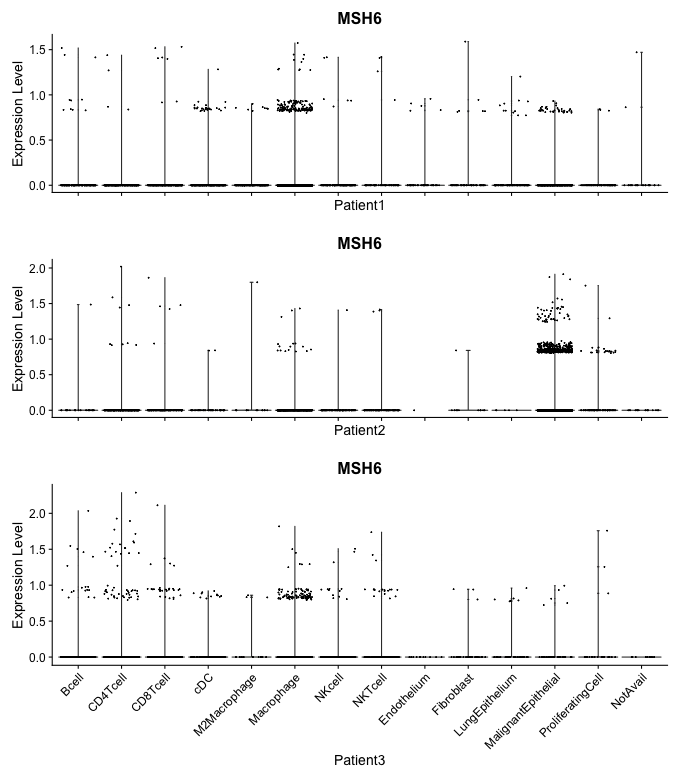 MSH6
Expression Level
1.5
1.0
0.5
0.0
Patient1
MSH6
Expression Level
2.0
1.5
1.0
0.5
0.0
Patient2
MSH6
Expression Level
2.0
1.5
1.0
0.5
0.0
Bcell
CD4Tcell
CD8Tcell
cDC
M2Macrophage
Macrophage
NKcell
NKTcell
Endothelium
Fibroblast
LungEpithelium
MalignantEpithelial
ProliferatingCell
NotAvail
Patient3